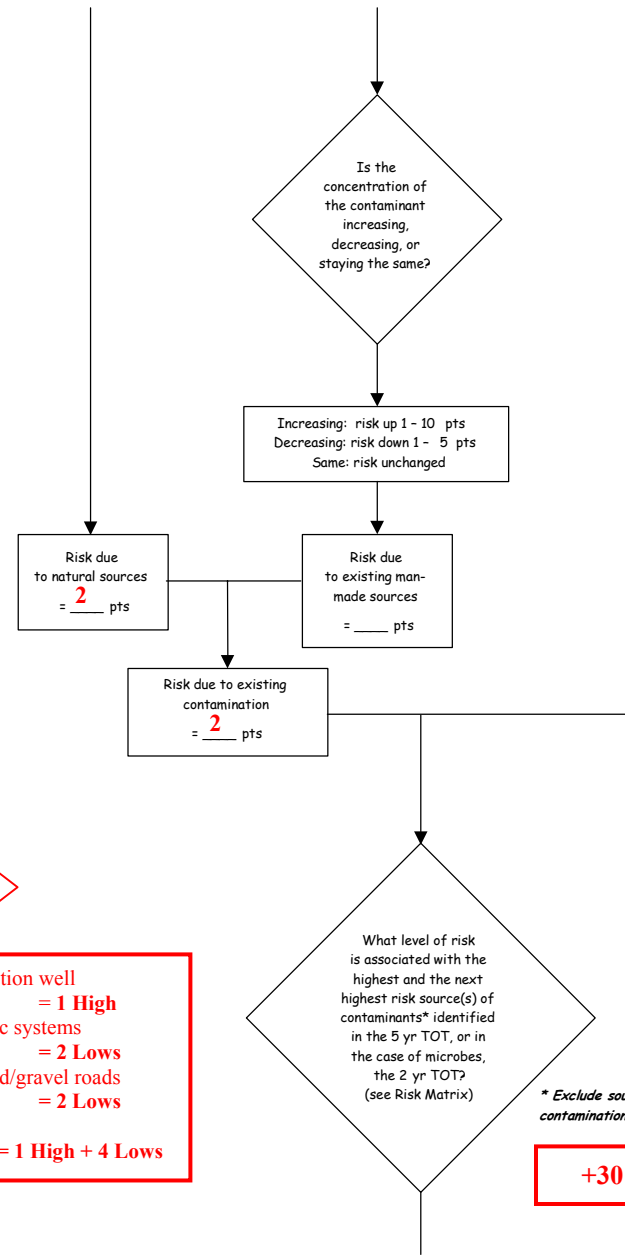 Is the
concentration of
the contaminant
increasing,
decreasing, or
staying the same?
Increasing: risk up 1 – 10 pts
Decreasing: risk down 1 – 5 pts
Same: risk unchanged
Risk due
to natural sources
2
= ____ pts
Risk due
to existing man-
made sources
= ____ pts
Risk due to existing
contamination
2
= ____ pts
What level of risk
is associated with the
highest and the next
highest risk source(s) of
contaminants* identified
in the 5 yr TOT, or in
the case of microbes,
the 2 yr TOT?
(see Risk Matrix)
tion well
= 1 High
c systems
= 2 Lows
d/gravel roads
= 2 Lows
= 1 High + 4 Lows
* Exclude sou
contamination
+30